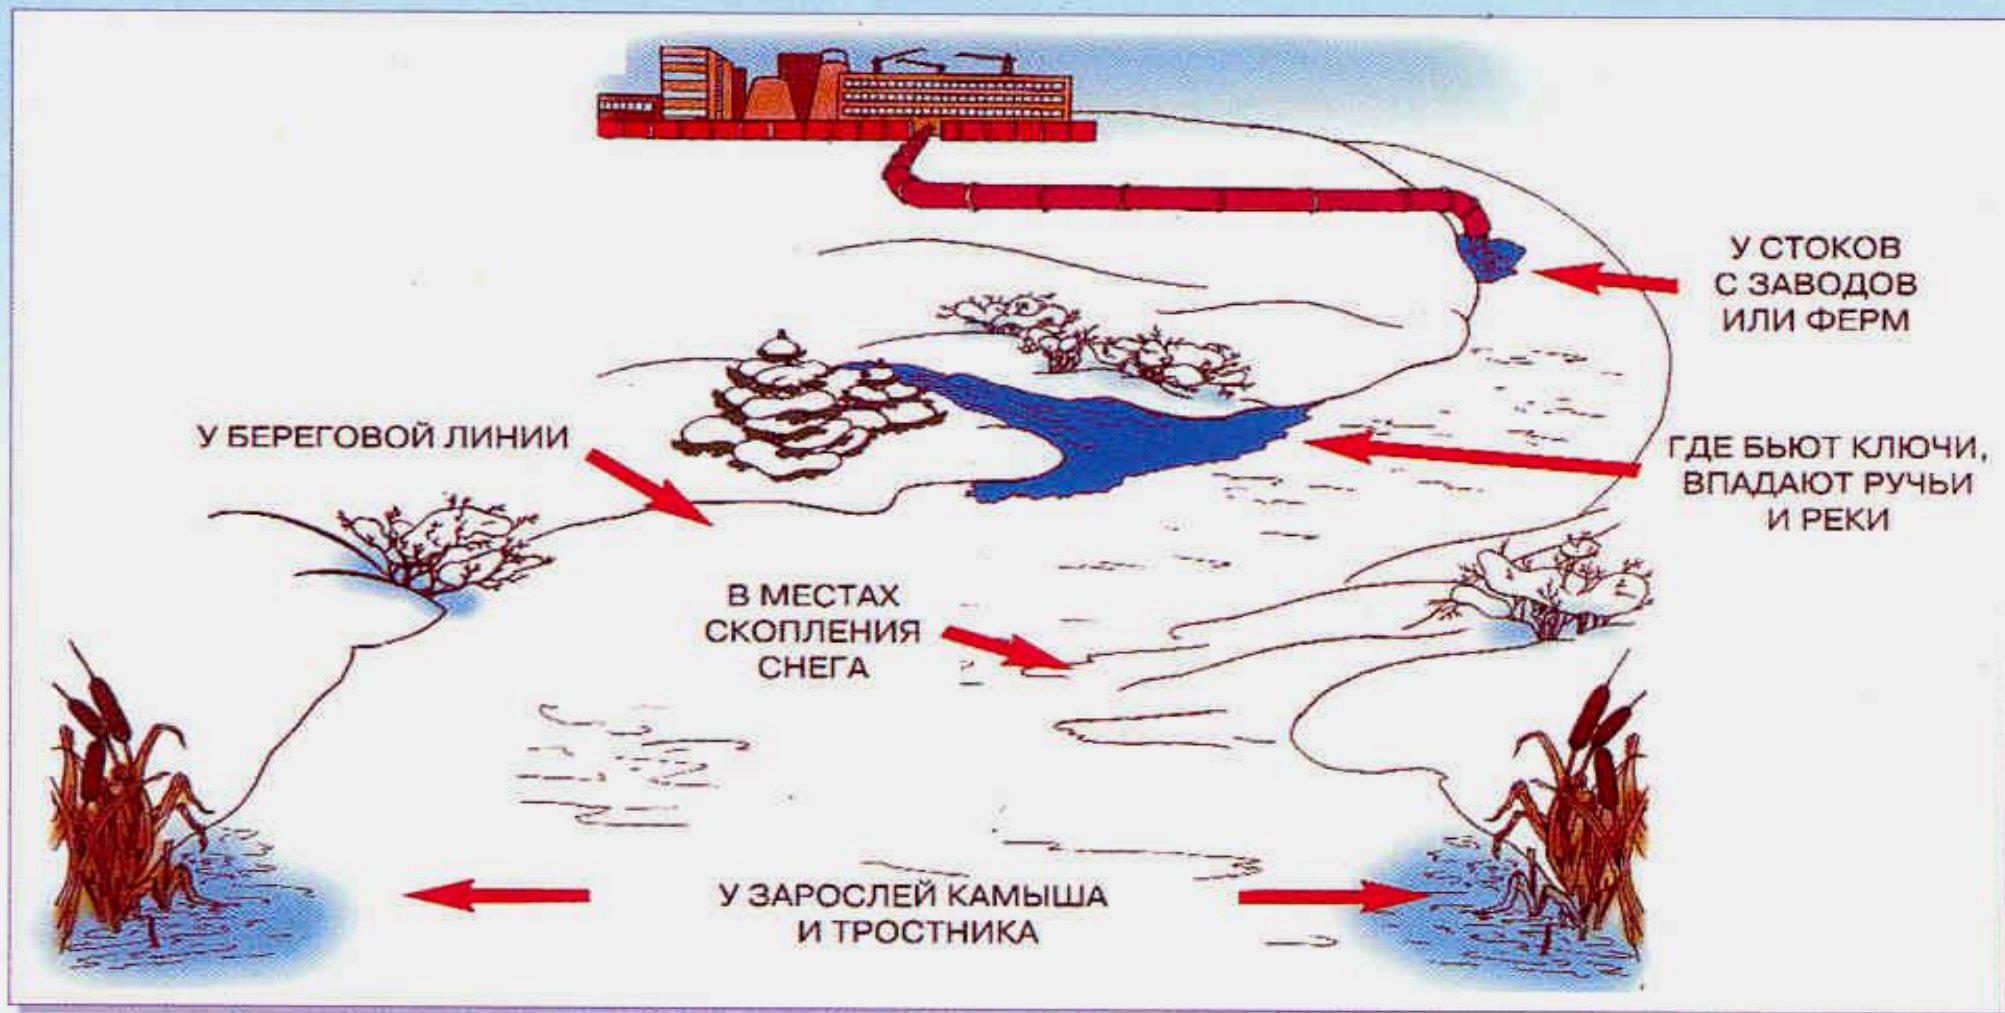 У СТОКОВ
С ЗАВОДОВ
ИЛИ ФЕРМ
У БЕРЕГОВОЙ ЛИНИИ
ГДЕ БЬЮТ КЛЮЧИ,
ВПАДАЮТ РУЧЬИ
И РЕКИ
В МЕСТАХ
СКОПЛЕНИЯ
СНЕГА
У ЗАРОСЛЕЙ КАМЫША
И ТРОСТНИКА